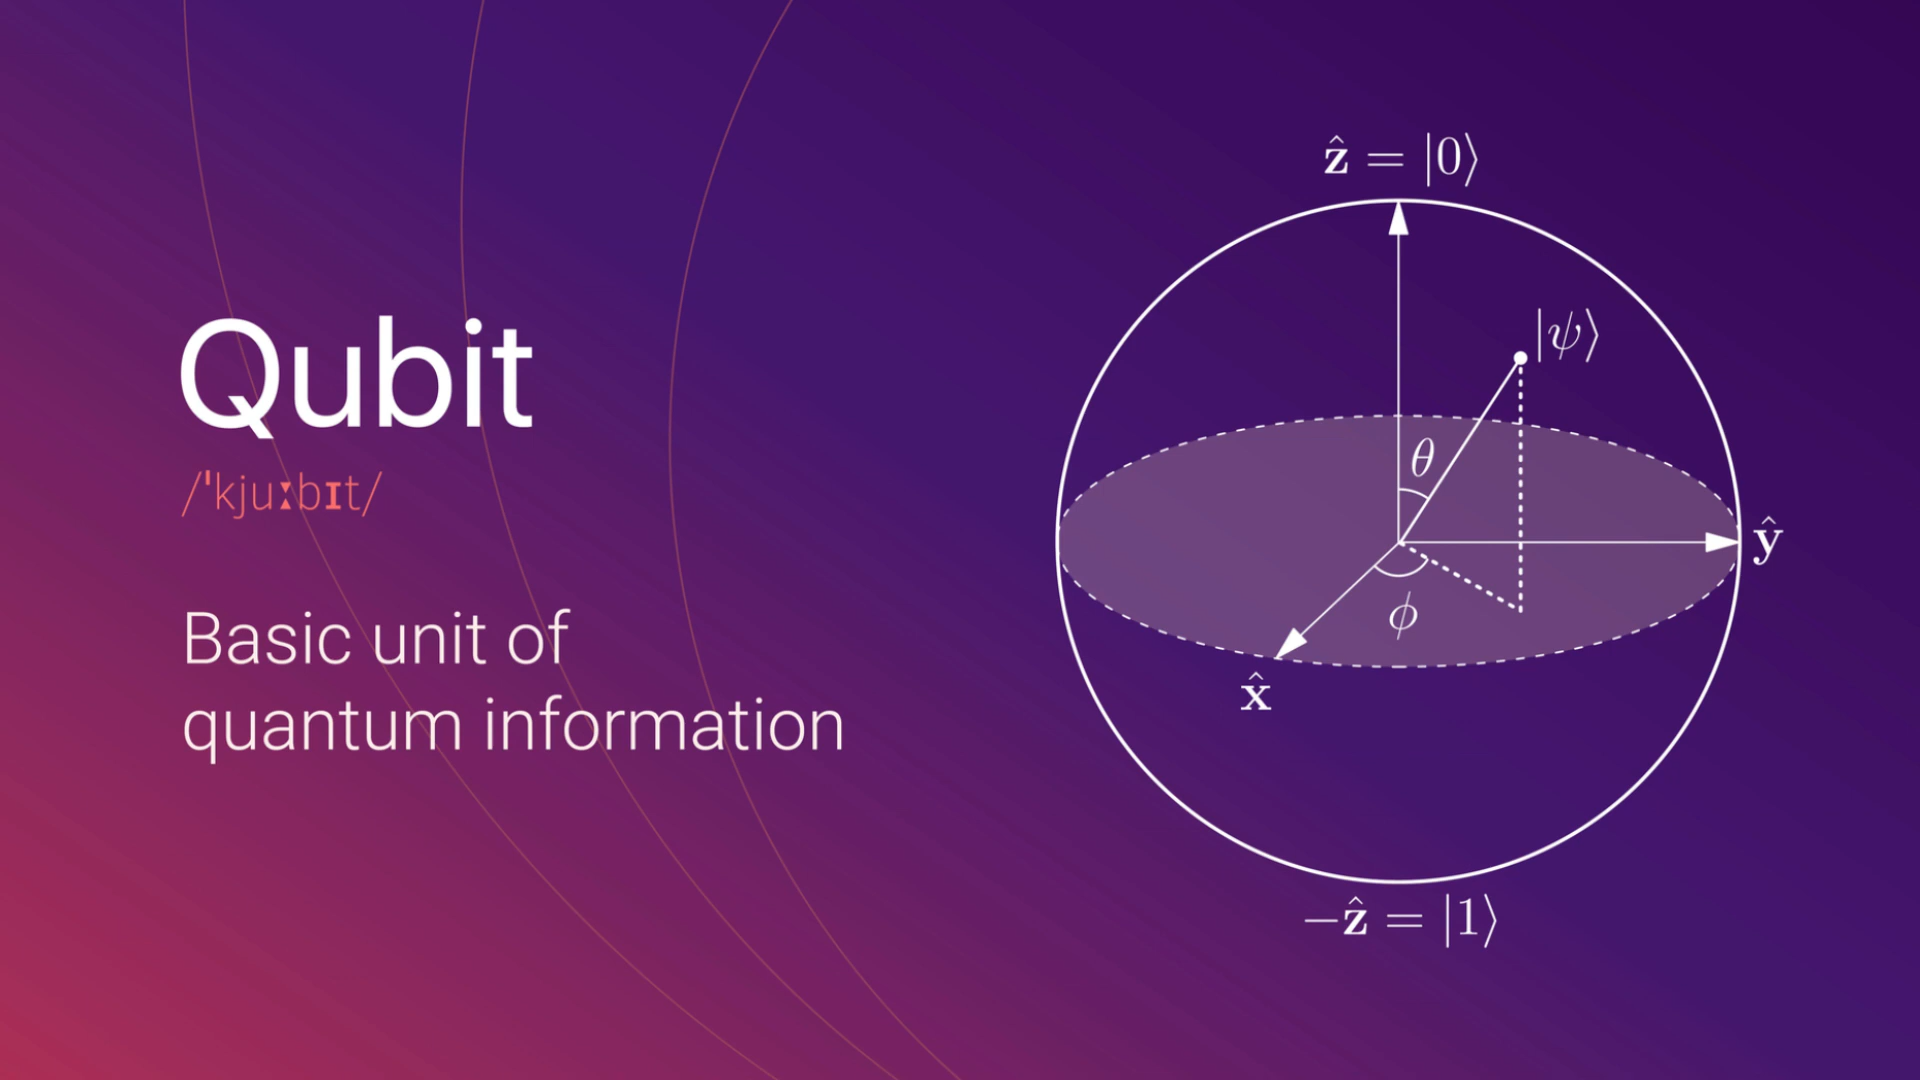 Qubit
/ˈkjuːbɪt/
Basic unit of
quantum information
ẑ = |0⟩
|ψ⟩
θ
ŷ
ϕ
x̂
−ẑ = |1⟩